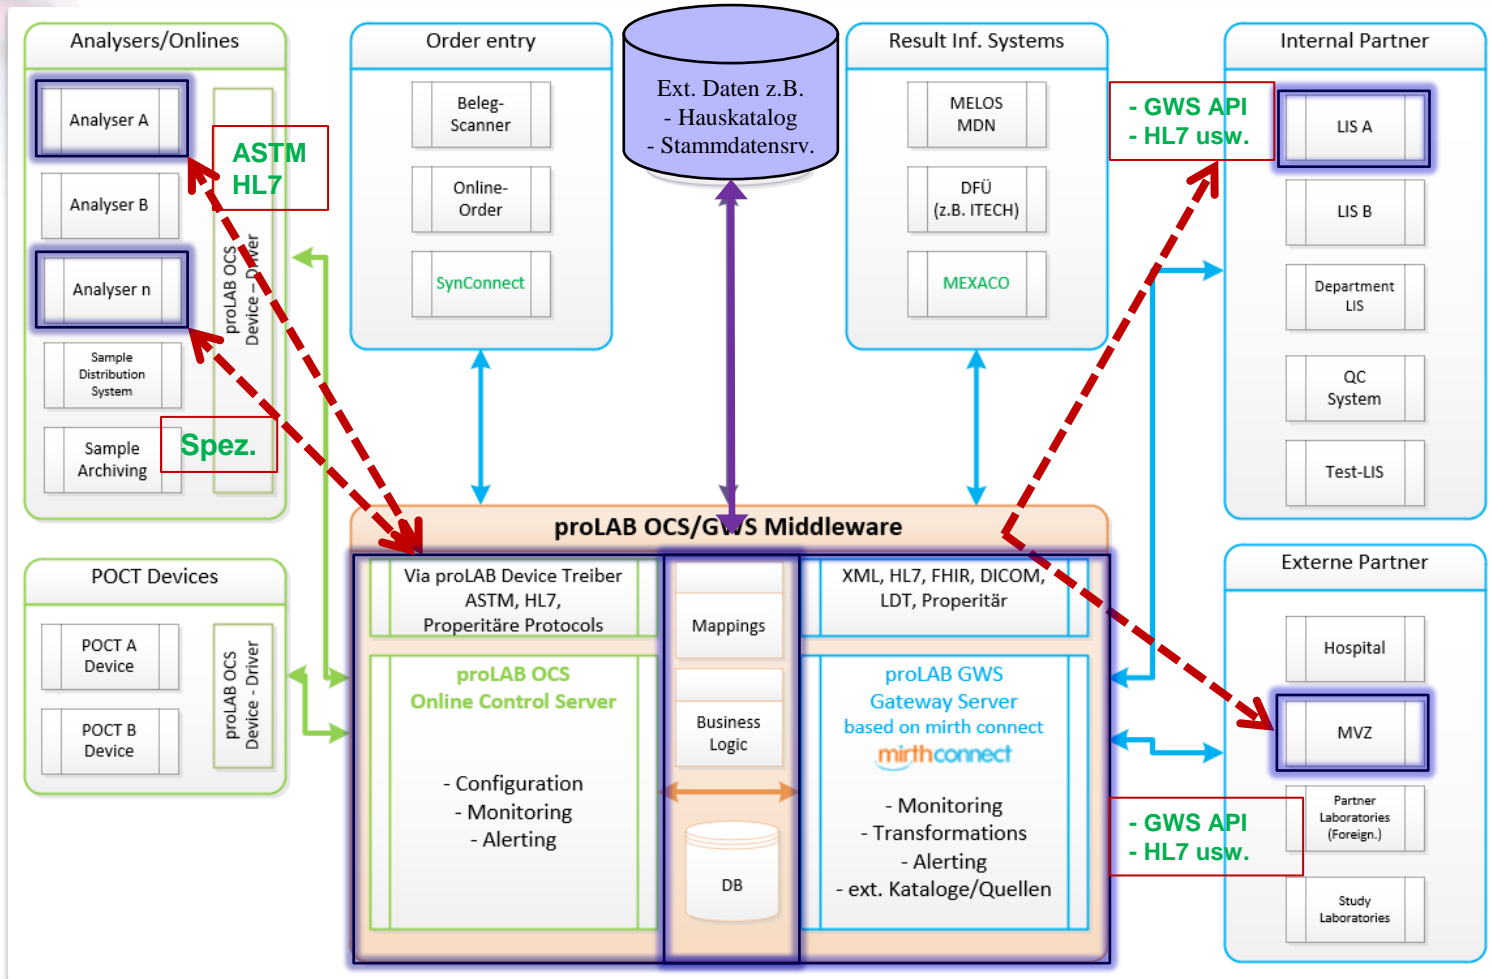 Analysers/Onlines
Analyser A
Analyser B
Analyser n
Sample
Distribution
System
Sample
Archiving
proLAB OCS
Device – Driver
ASTM
HL7
Spez.
POCT Devices
POCT A
Device
POCT B
Device
proLAB OCS
Device - Driver
Order entry
Beleg-
Scanner
Online-
Order
SynConnect
Ext. Daten z.B.
- Hauskatalog
- Stammdatensrv.
Result Inf. Systems
MELOS
MDN
DFÜ
(z.B. ITECH)
MEXACO
- GWS API
- HL7 usw.
Internal Partner
LIS A
LIS B
Department
LIS
QC
System
Test-LIS
proLAB OCS/GWS Middleware
Via proLAB Device Treiber
ASTM, HL7,
Properitäre Protocols
proLAB OCS
Online Control Server
- Configuration
- Monitoring
- Alerting
Mappings
Business
Logic
DB
XML, HL7, FHIR, DICOM,
LDT, Properitär
proLAB GWS
Gateway Server
based on mirth connect
mirthconnect
- Monitoring
- Transformations
- Alerting
- ext. Kataloge/Quellen
Externe Partner
Hospital
MVZ
Partner
Laboratories
(Foreign.)
Study
Laboratories
- GWS API
- HL7 usw.